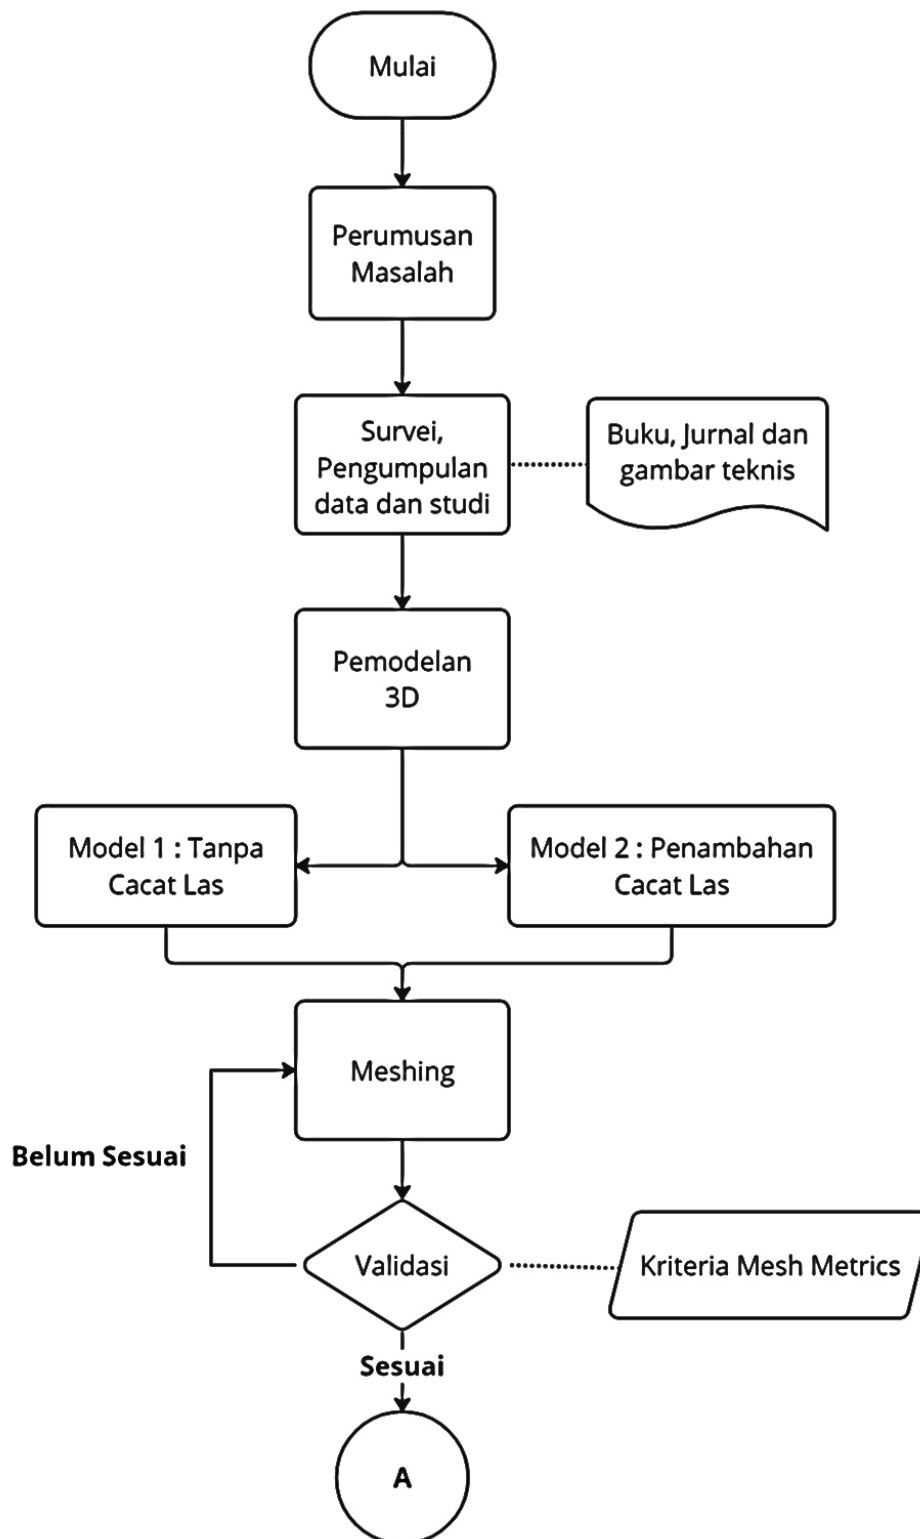 Mulai
Perumusan
Masalah
Survei,
Pengumpulan
data dan studi
Buku, Jurnal dan
gambar teknis
Pemodelan
3D
Model 1 : Tanpa
Cacat Las
Model 2 : Penambahan
Cacat Las
Meshing
Belum Sesuai
Validasi
Kriteria Mesh Metrics
Sesuai
A